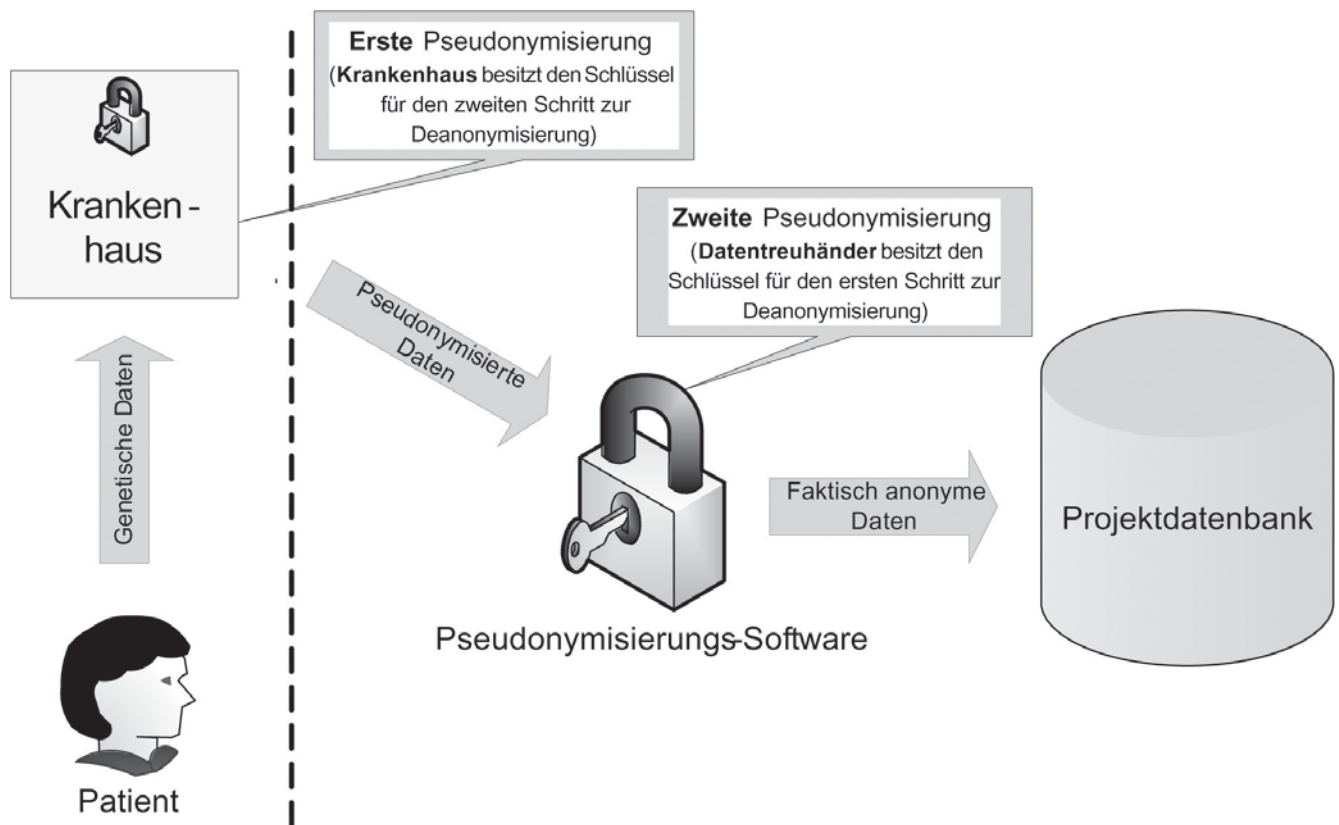 Erste Pseudonymisierung
(Krankenhaus besitzt den Schlüssel
für den zweiten Schritt zur
Deanonymisierung)
Kranken-
haus
Zweite Pseudonymisierung
(Datentreuhänder besitzt den
Schlüssel für den ersten Schritt zur
Deanonymisierung)
Pseudonymisierte
Daten
Genetische Daten
Faktisch anonyme
Daten
Projektdatenbank
Pseudonymisierungs-Software
Patient